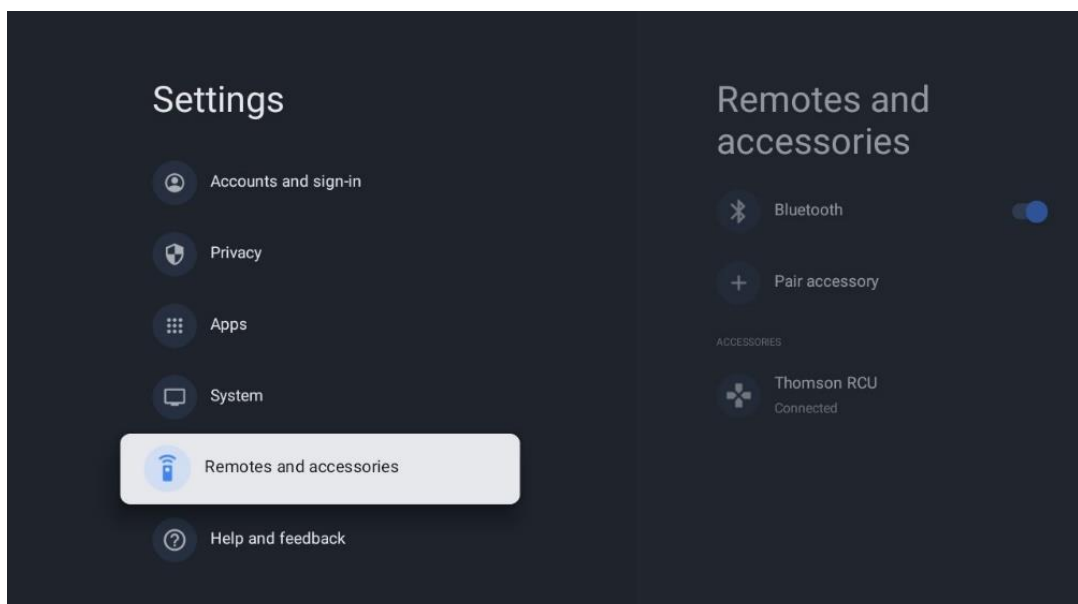 Settings
Accounts and sign-in
Privacy
Apps
System
Remotes and accessories
Help and feedback
Remotes and
accessories
Bluetooth
Pair accessory
ACCESSORIES
Thomson RCU
Connected